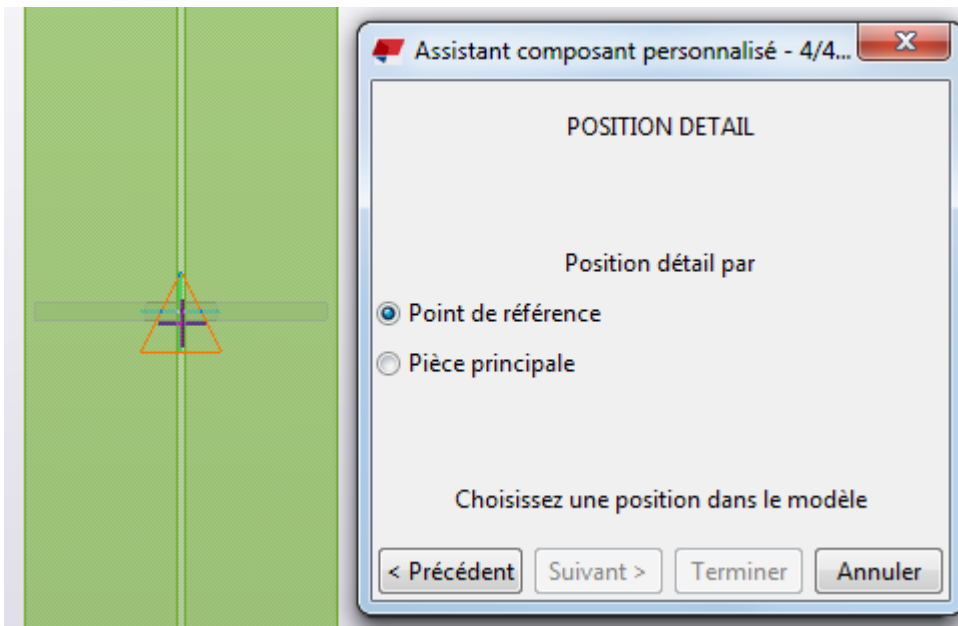 Assistant composant personnalisé - 4/4...
POSITION DETAIL
Position détail par
Point de référence
Pièce principale
Choisissez une position dans le modèle
< Précédent Suivant > Terminer Annuler